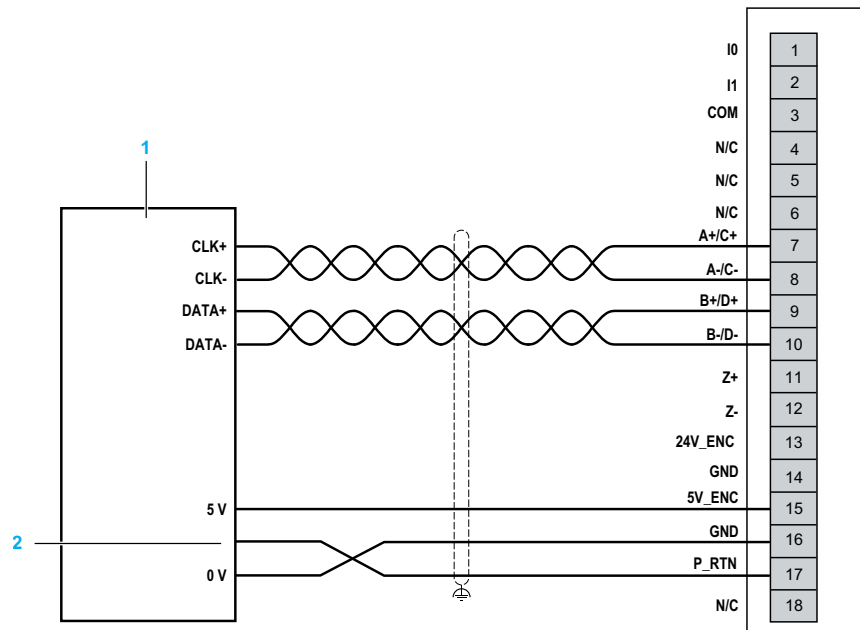 I0 1
I1 2
COM 3
N/C 4
1
N/C 5
N/C 6
CLK+ A+/C+ 7
CLK- A-/C- 8
DATA+ B+/D+ 9
DATA- B-/D- 10
Z+ 11
Z- 12
24V_ENC 13
GND 14
5 V 5V_ENC 15
2 GND 16
0 V P_RTN 17
N/C 18